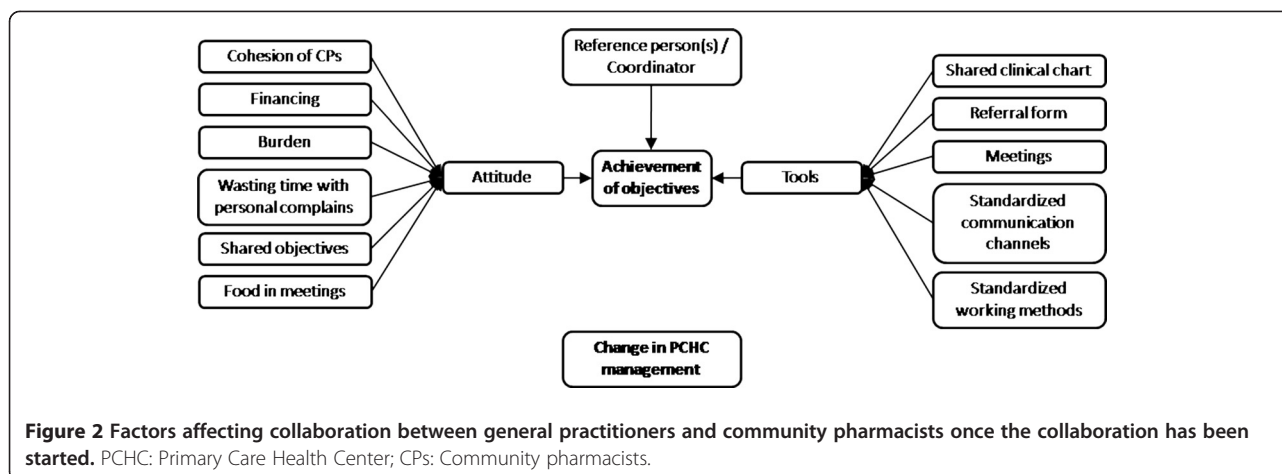 Cohesion of CPs
Financing
Burden
Wasting time with
personal complains
Shared objectives
Food in meetings
Attitude
Reference person(s) /
Coordinator
Achievement
of objectives
Change in PCHC
management
Tools
Shared clinical chart
Referral form
Meetings
Standardized
communication
channels
Standardized
working methods
Figure 2 Factors affecting collaboration between general practitioners and community pharmacists once the collaboration has been
started. PCHC: Primary Care Health Center; CPs: Community pharmacists.